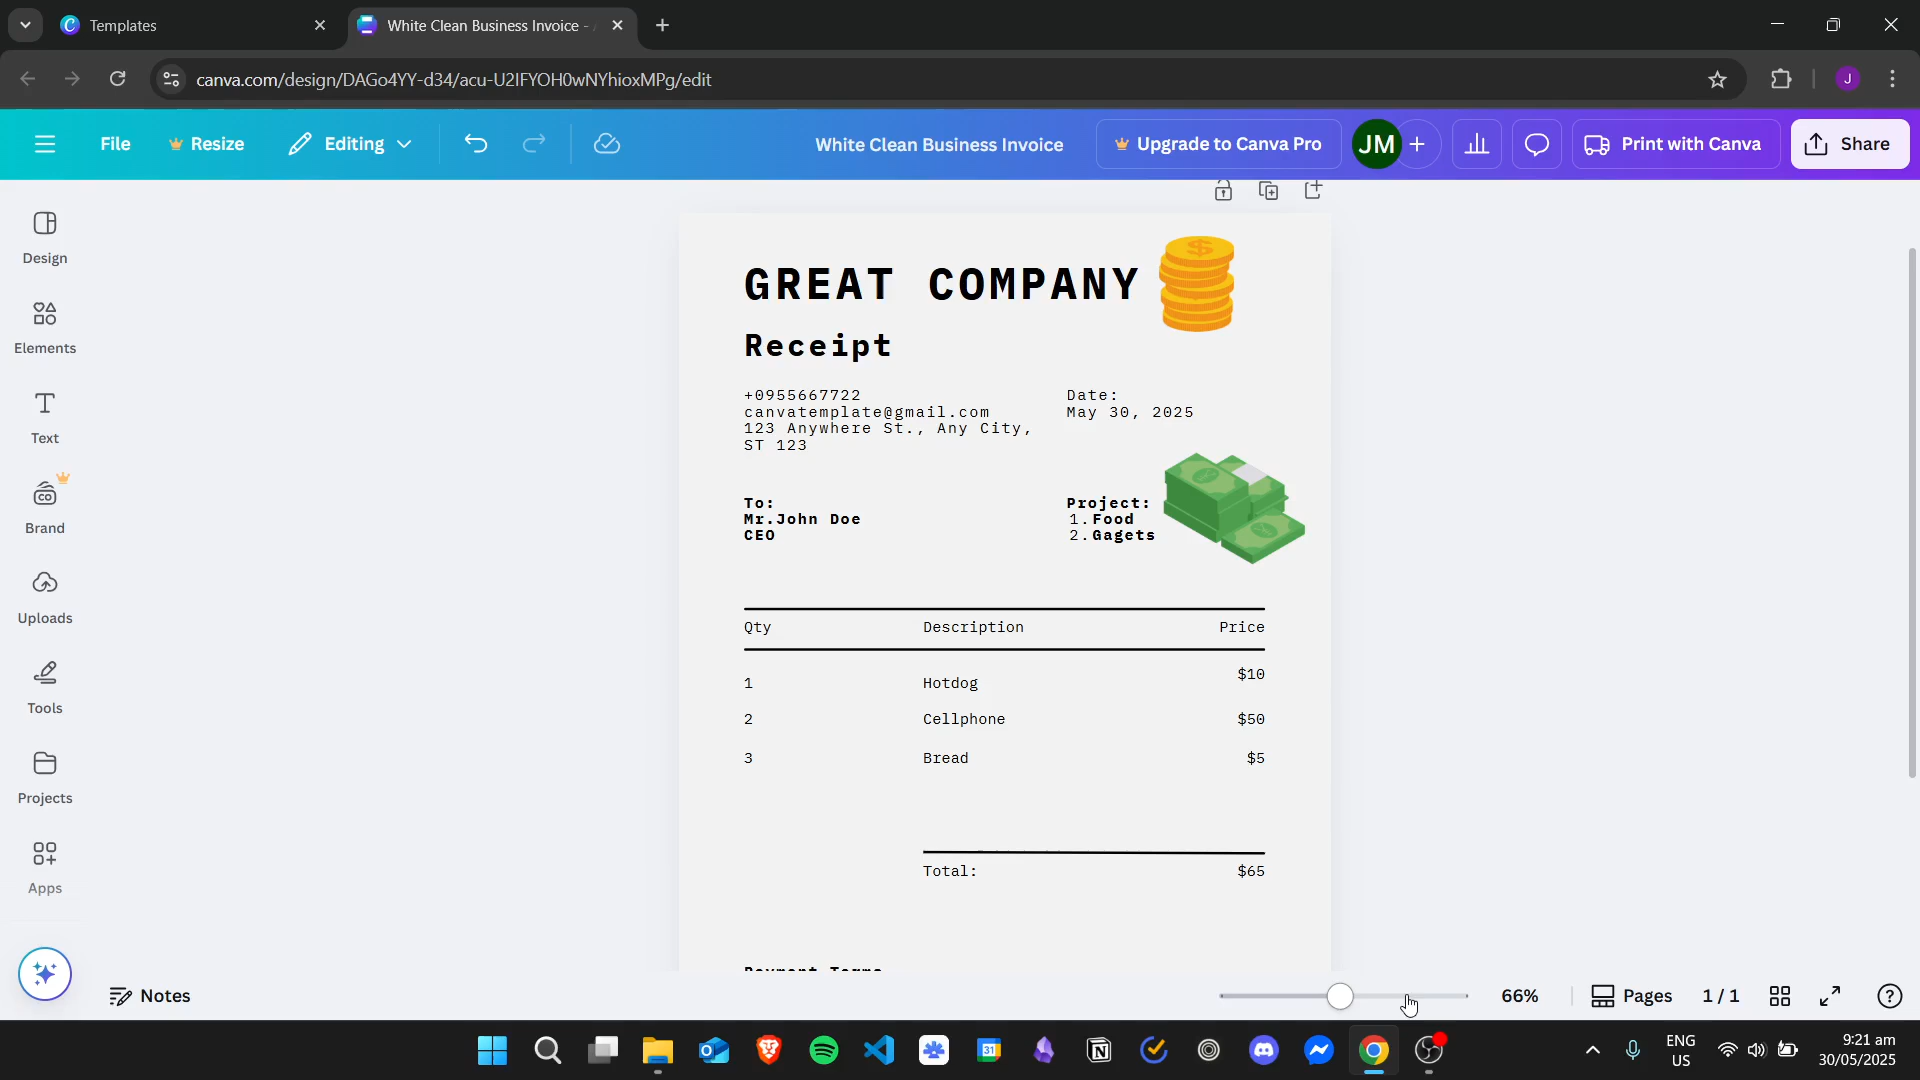 Templates
White Clean Business Invoice -
canva.com/design/DAGo4YY-d34/acu-U2IFYOH0wNYhioxMPg/edit
J
File
Resize
Editing
White Clean Business Invoice
Upgrade to Canva Pro
JM
Print with Canva
Share
Design
Elements
Text
Brand
Uploads
Tools
Projects
Apps
GREAT COMPANY
Receipt
+0955667722
canvatemplate@gmail.com
123 Anywhere St., Any City,
ST 123
Date:
May 30, 2025
To:
Mr.John Doe
CEO
Project:
1.Food
2.Gagets
Qty Description Price
1 Hotdog $10
2 Cellphone $50
3 Bread $5
Total: $65
Payment Terms
Notes
66%
Pages
1 / 1
ENG
US
9:21 am
30/05/2025